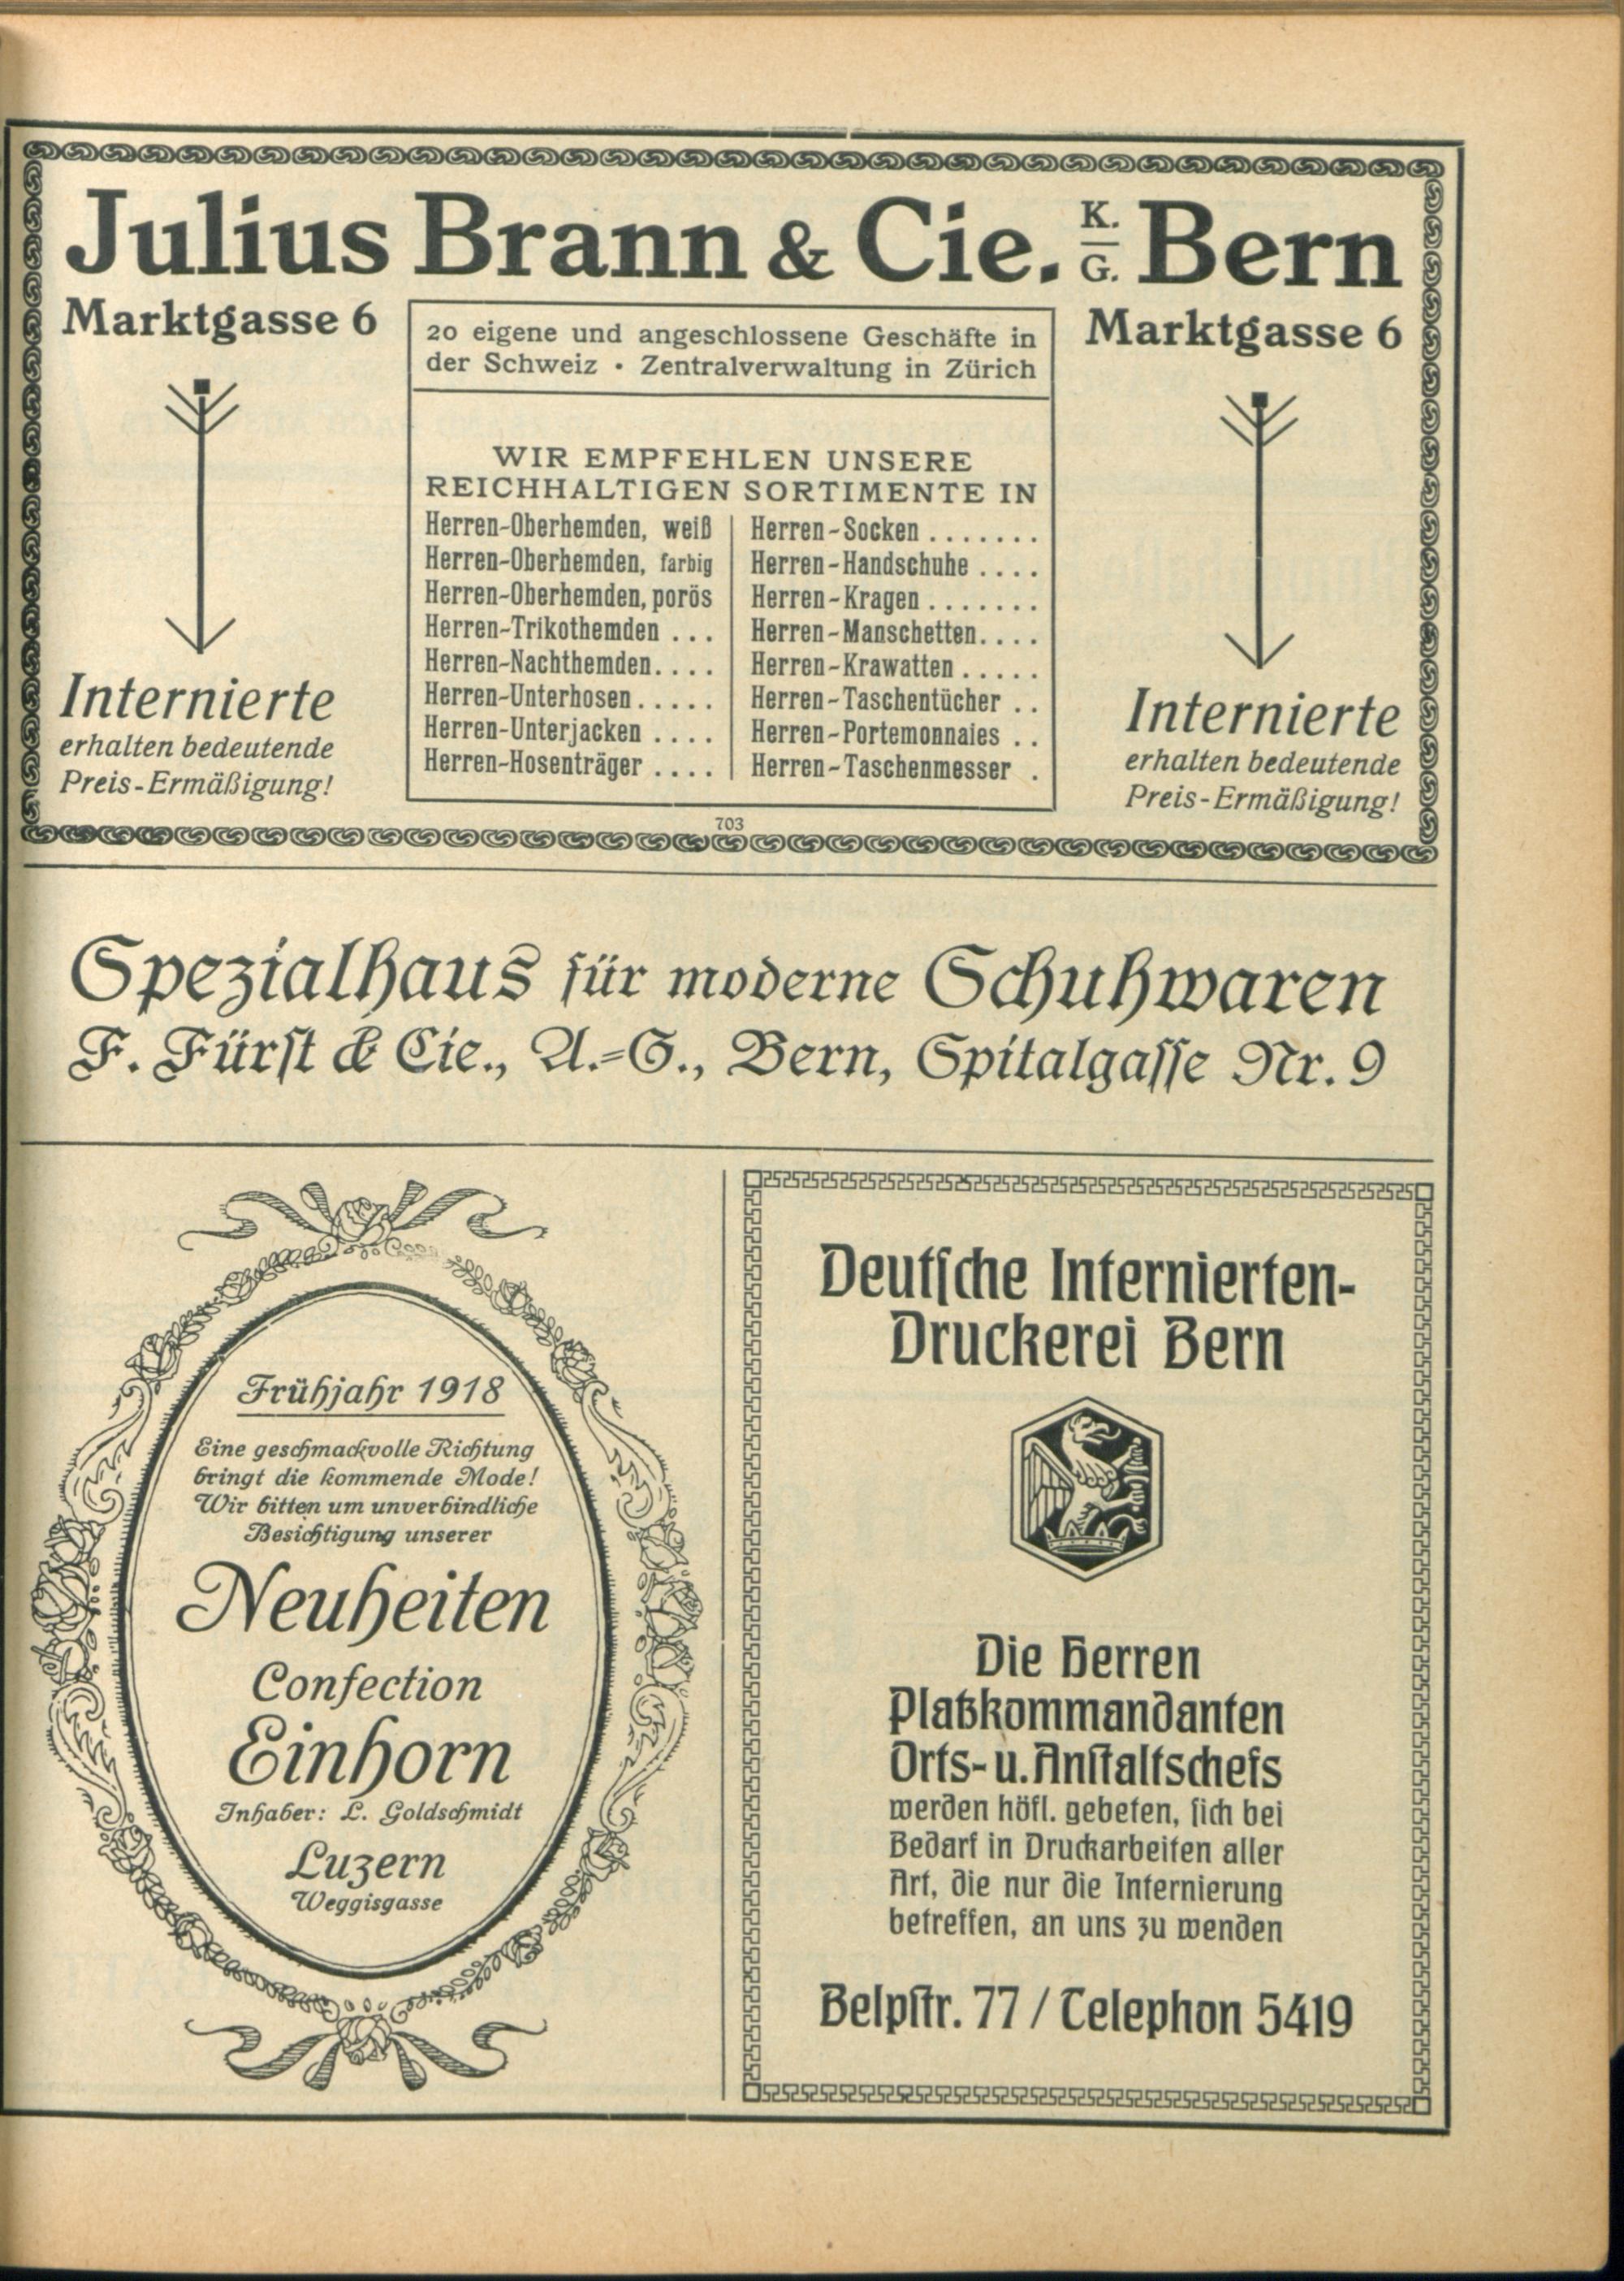 Julius Brann & Cie. K. G. Bern
Marktgasse 6
20 eigene und angeschlossene Geschäfte in
der Schweiz • Zentralverwaltung in Zürich
Marktgasse 6
WIR EMPFEHLEN UNSERE
REICHHALTIGEN SORTIMENTE IN
Herren-Oberhemden, weiß
Herren-Oberhemden, farbig
Herren-Oberhemden, porös
Herren-Trikothemden ...
Herren-Nachthemden....
Herren-Unterhosen.....
Herren-Unterjacken ....
Herren-Hosenträger ....
Herren-Socken .......
Herren-Handschuhe ....
Herren-Kragen .......
Herren-Manschetten....
Herren-Krawatten .....
Herren-Taschentücher ..
Herren-Portemonnaies ..
Herren-Taschenmesser .
Internierte
erhalten bedeutende
Preis-Ermäßigung!
Internierte
erhalten bedeutende
Preis-Ermäßigung!
703
Spezialhaus für moderne Schuhwaren
F. Fürst & Cie., A.-G., Bern, Spitalgasse Nr. 9
Frühjahr 1918
Eine geschmackvolle Richtung
bringt die kommende Mode!
Wir bitten um unverbindliche
Besichtigung unserer
Neuheiten
Confection
Einhorn
Inhaber: L. Goldschmidt
Luzern
Weggisgasse
Deutsche Internierten-
Druckerei Bern
Die Herren
Platzkommandanten
Orts- u. Anstaltschefs
werden höfl. gebeten, sich bei
Bedarf in Druckarbeiten aller
Art, die nur die Internierung
betreffen, an uns zu wenden
Belpstr. 77 / Telephon 5419